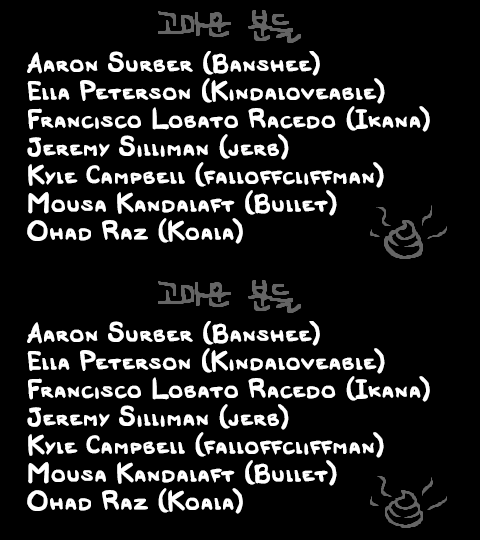 고마운 분들
Aaron Surber (Banshee)
Ella Peterson (Kindaloveable)
Francisco Lobato Racedo (Ikana)
Jeremy Silliman (jerb)
Kyle Campbell (falloffcliffman)
Mousa Kandalaft (Bullet)
Ohad Raz (Koala)
고마운 분들
Aaron Surber (Banshee)
Ella Peterson (Kindaloveable)
Francisco Lobato Racedo (Ikana)
Jeremy Silliman (jerb)
Kyle Campbell (falloffcliffman)
Mousa Kandalaft (Bullet)
Ohad Raz (Koala)